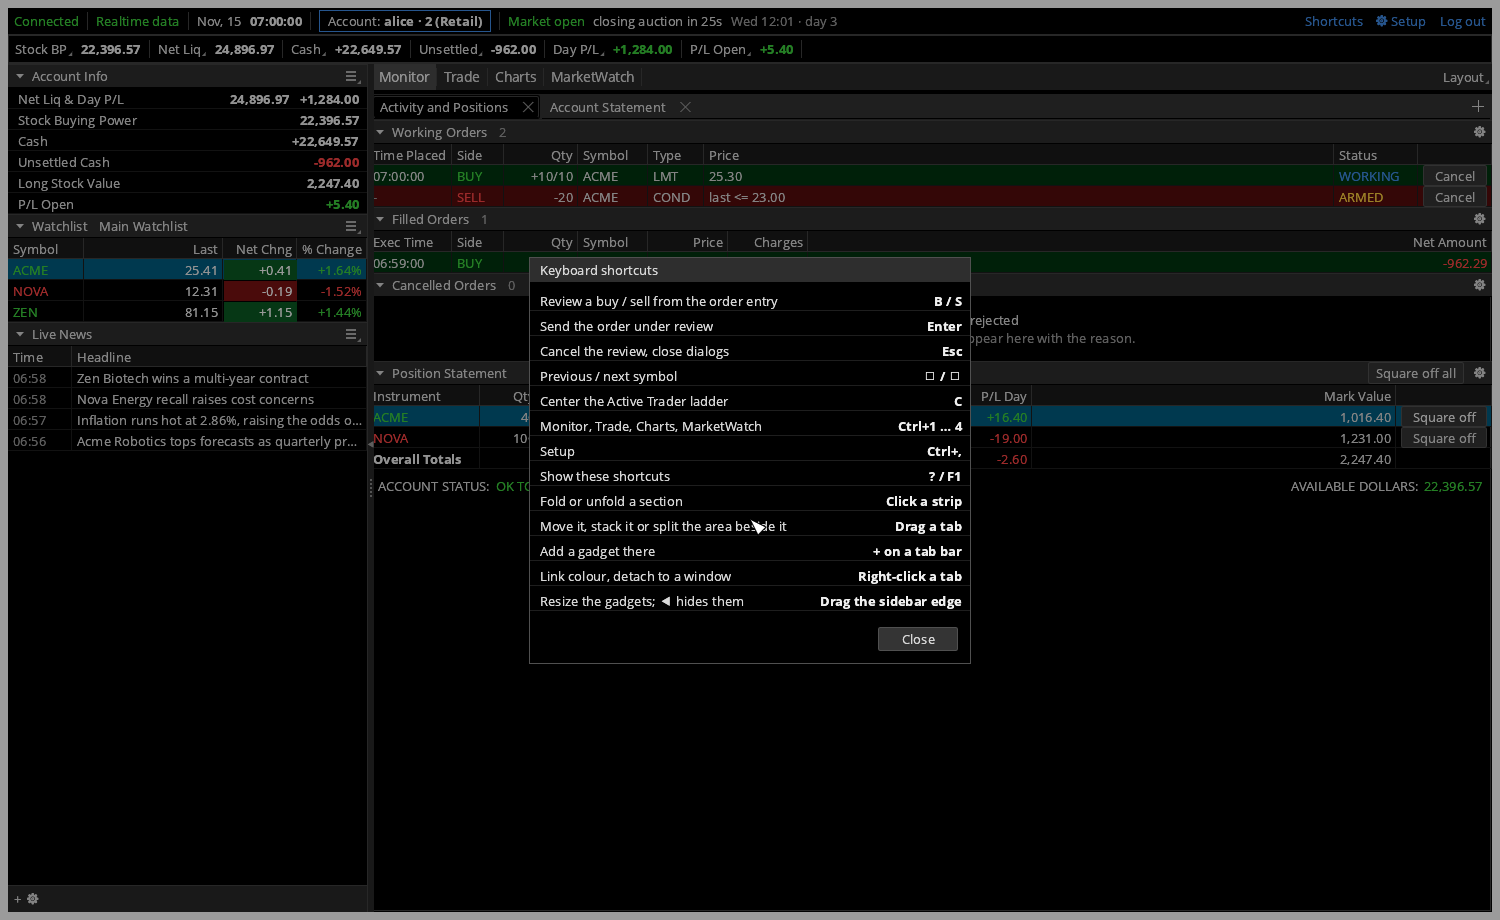 Connected Realtime data Nov, 15 07:00:00 Account: alice · 2 (Retail) Market open closing auction in 25s Wed 12:01 · day 3 Shortcuts Setup Log out
Stock BP 22,396.57 Net Liq 24,896.97 Cash +22,649.57 Unsettled -962.00 Day P/L +1,284.00 P/L Open +5.40
Account Info
Net Liq & Day P/L 24,896.97 +1,284.00
Stock Buying Power 22,396.57
Cash +22,649.57
Unsettled Cash -962.00
Long Stock Value 2,247.40
P/L Open +5.40
Watchlist Main Watchlist
Symbol Last Net Chng % Change
ACME 25.41 +0.41 +1.64%
NOVA 12.31 -0.19 -1.52%
ZEN 81.15 +1.15 +1.44%
Live News
Time Headline
06:58 Zen Biotech wins a multi-year contract
06:58 Nova Energy recall raises cost concerns
06:57 Inflation runs hot at 2.86%, raising the odds o...
06:56 Acme Robotics tops forecasts as quarterly pr...
+
Monitor Trade Charts MarketWatch Layout
Activity and Positions Account Statement
Working Orders 2
Time Placed Side Qty Symbol Type Price Status
07:00:00 BUY +10/10 ACME LMT 25.30 WORKING Cancel
- SELL -20 ACME COND last <= 23.00 ARMED Cancel
Filled Orders 1
Exec Time Side Qty Symbol Price Charges Net Amount
06:59:00 BUY -962.29
Cancelled Orders 0
rejected
pear here with the reason.
Position Statement Square off all
Instrument Qt P/L Day Mark Value
ACME 4 +16.40 1,016.40 Square off
NOVA 10 -19.00 1,231.00 Square off
Overall Totals -2.60 2,247.40
ACCOUNT STATUS: OK TO AVAILABLE DOLLARS: 22,396.57
Keyboard shortcuts
Review a buy / sell from the order entry B / S
Send the order under review Enter
Cancel the review, close dialogs Esc
Previous / next symbol □ / □
Center the Active Trader ladder C
Monitor, Trade, Charts, MarketWatch Ctrl+1 ... 4
Setup Ctrl+,
Show these shortcuts ? / F1
Fold or unfold a section Click a strip
Move it, stack it or split the area beside it Drag a tab
Add a gadget there + on a tab bar
Link colour, detach to a window Right-click a tab
Resize the gadgets; ◀ hides them Drag the sidebar edge
Close